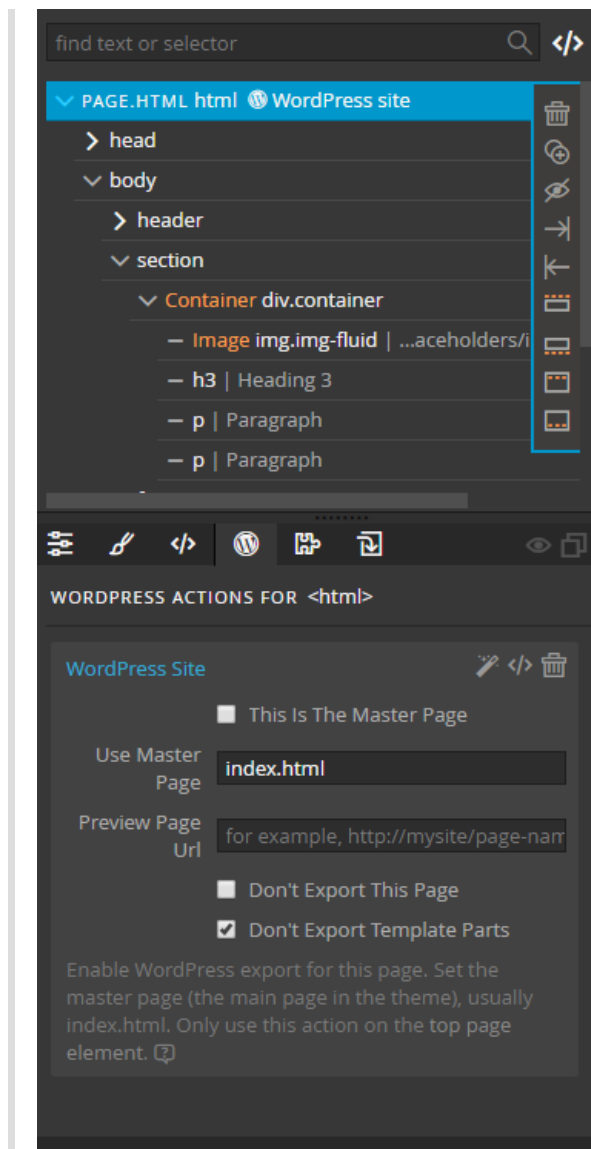 find text or selector
PAGE.HTML html WordPress site
head
body
header
section
Container div.container
Image img.img-fluid | ...aceholders/i
h3 | Heading 3
p | Paragraph
p | Paragraph
WORDPRESS ACTIONS FOR <html>
WordPress Site
This Is The Master Page
Use Master
Page
index.html
Preview Page
Url
for example, http://mysite/page-nam
Don't Export This Page
Don't Export Template Parts
Enable WordPress export for this page. Set the
master page (the main page in the theme), usually
index.html. Only use this action on the top page
element.